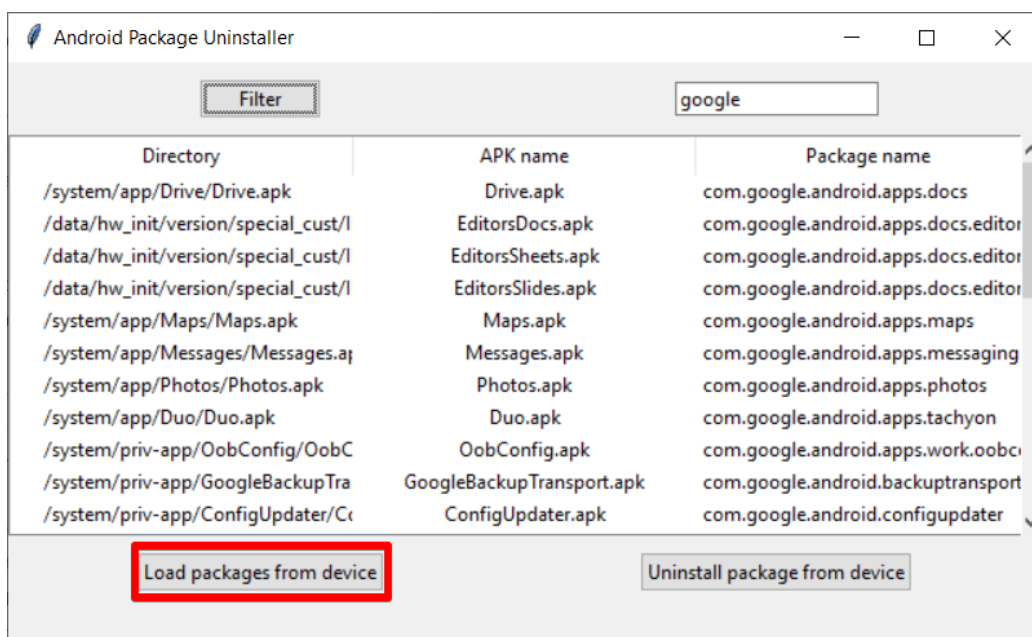 Android Package Uninstaller
Filter google
Directory APK name Package name
/system/app/Drive/Drive.apk Drive.apk com.google.android.apps.docs
/data/hw_init/version/special_cust/l EditorsDocs.apk com.google.android.apps.docs.editor
/data/hw_init/version/special_cust/l EditorsSheets.apk com.google.android.apps.docs.editor
/data/hw_init/version/special_cust/l EditorsSlides.apk com.google.android.apps.docs.editor
/system/app/Maps/Maps.apk Maps.apk com.google.android.apps.maps
/system/app/Messages/Messages.ap Messages.apk com.google.android.apps.messaging
/system/app/Photos/Photos.apk Photos.apk com.google.android.apps.photos
/system/app/Duo/Duo.apk Duo.apk com.google.android.apps.tachyon
/system/priv-app/OobConfig/OobC OobConfig.apk com.google.android.apps.work.oobc
/system/priv-app/GoogleBackupTra GoogleBackupTransport.apk com.google.android.backuptransport
/system/priv-app/ConfigUpdater/Co ConfigUpdater.apk com.google.android.configupdater
Load packages from device Uninstall package from device